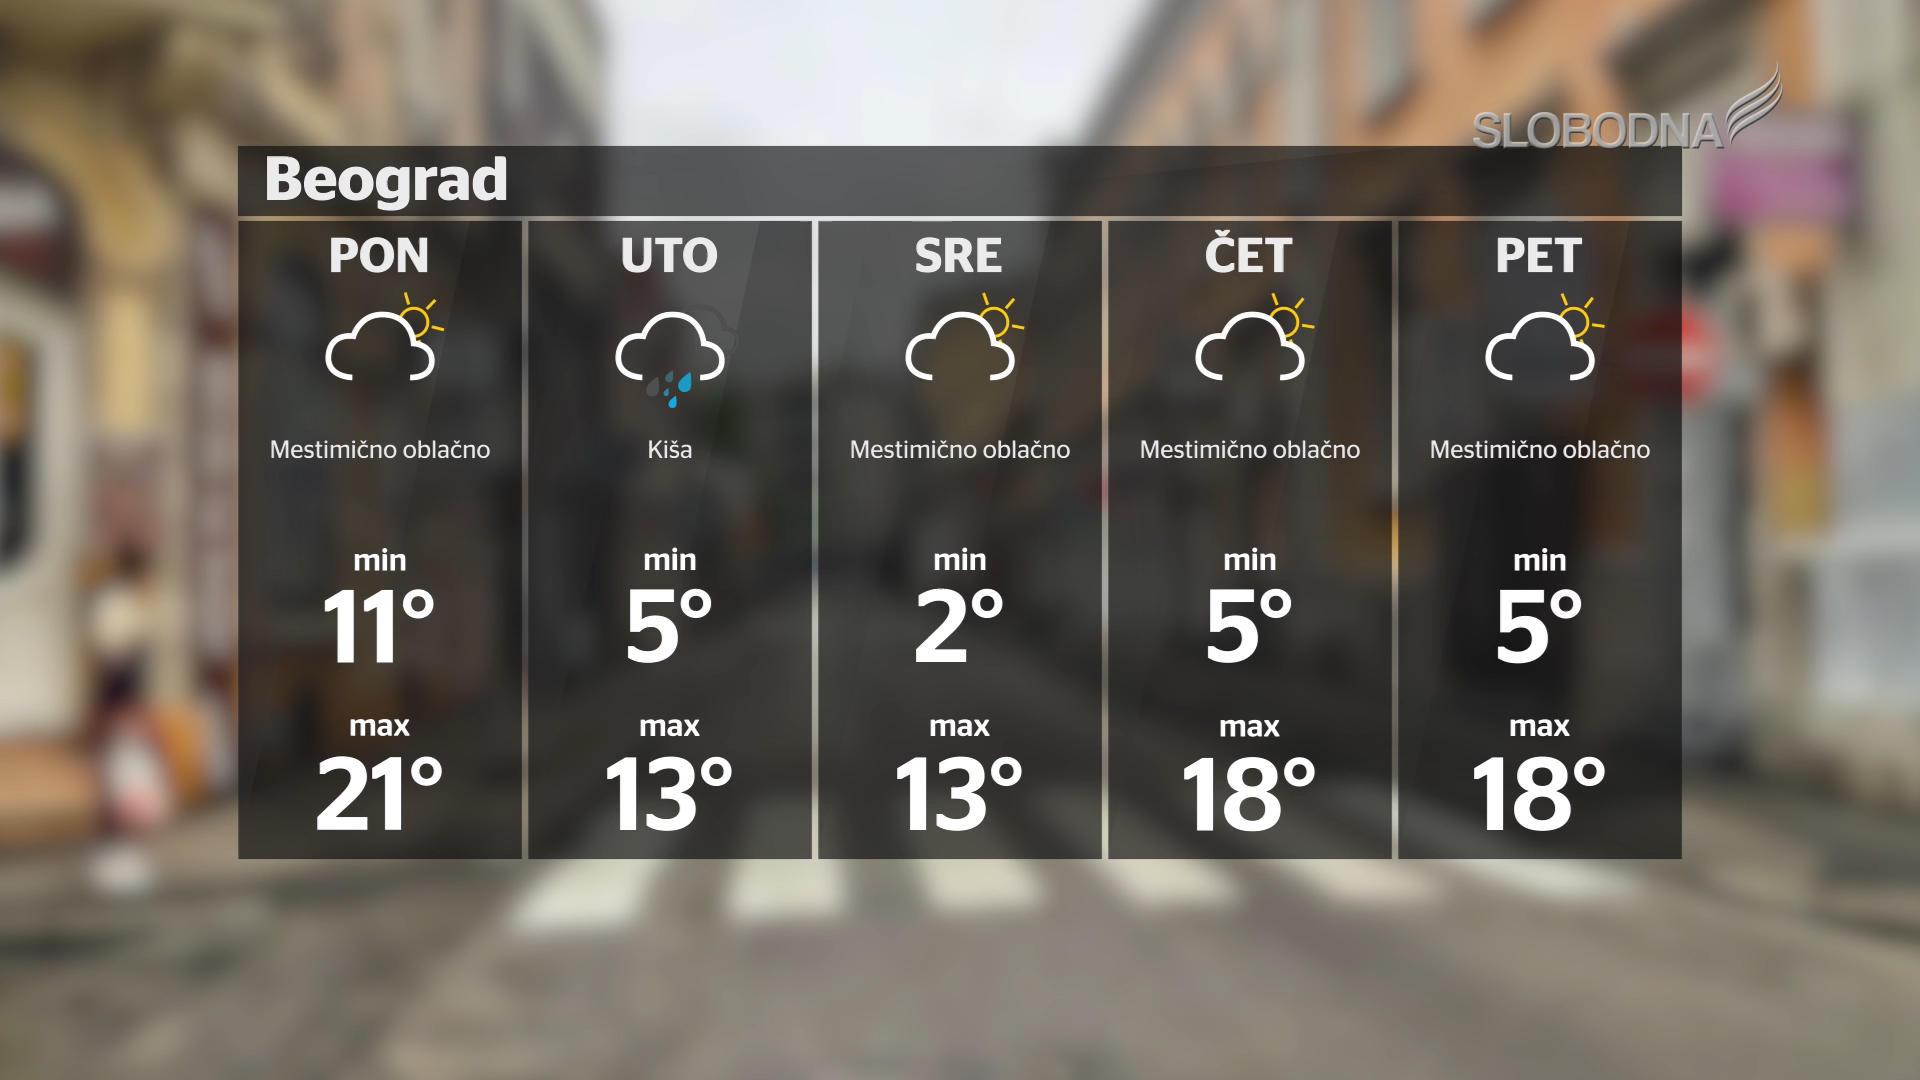 SLOBODNA
Beograd
PON
Mestimično oblačno
min
11°
max
21°
UTO
Kiša
min
5°
max
13°
SRE
Mestimično oblačno
min
2°
max
13°
ČET
Mestimično oblačno
min
5°
max
18°
PET
Mestimično oblačno
min
5°
max
18°